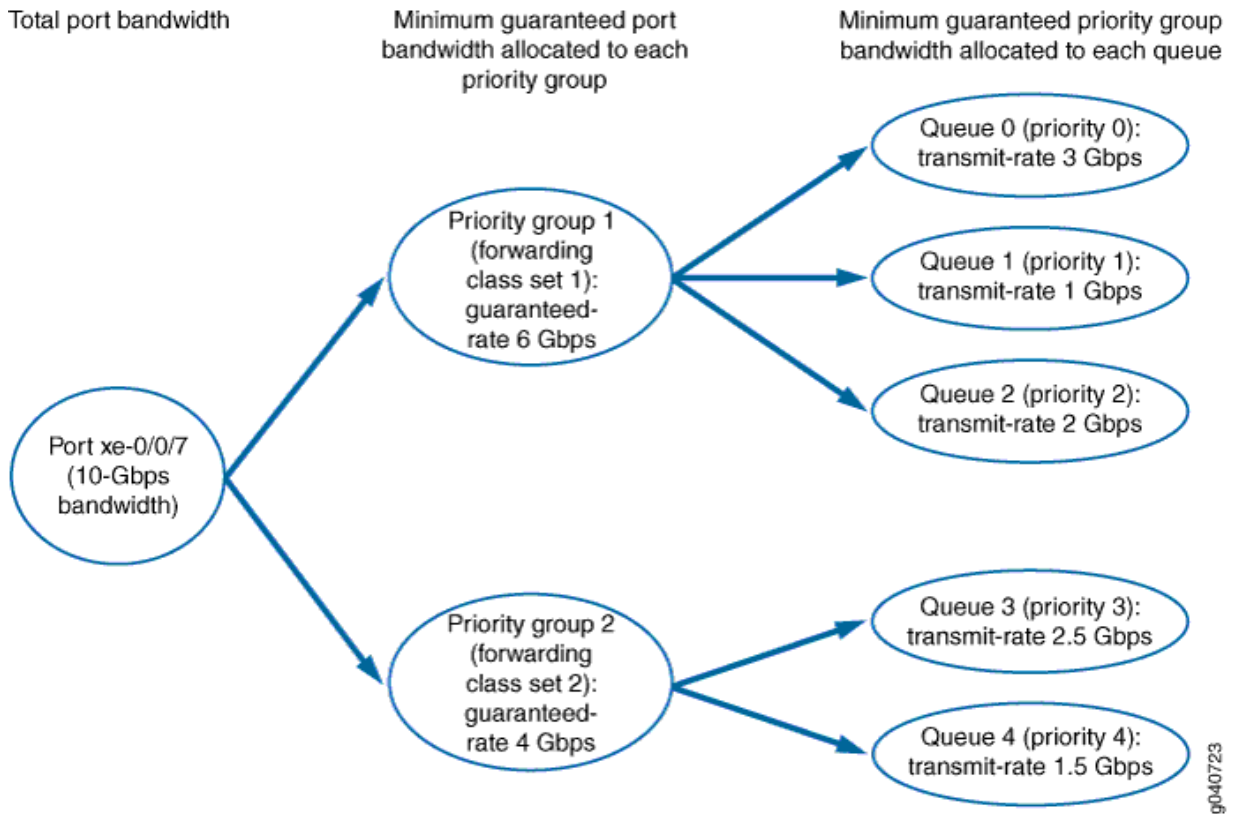 Total port bandwidth
Minimum guaranteed port
bandwidth allocated to each
priority group
Minimum guaranteed priority group
bandwidth allocated to each queue
Port xe-0/0/7
(10-Gbps
bandwidth)
Priority group 1
(forwarding
class set 1):
guaranteed-
rate 6 Gbps
Queue 0 (priority 0):
transmit-rate 3 Gbps
Queue 1 (priority 1):
transmit-rate 1 Gbps
Queue 2 (priority 2):
transmit-rate 2 Gbps
Priority group 2
(forwarding
class set 2):
guaranteed-
rate 4 Gbps
Queue 3 (priority 3):
transmit-rate 2.5 Gbps
Queue 4 (priority 4):
transmit-rate 1.5 Gbps
g040723